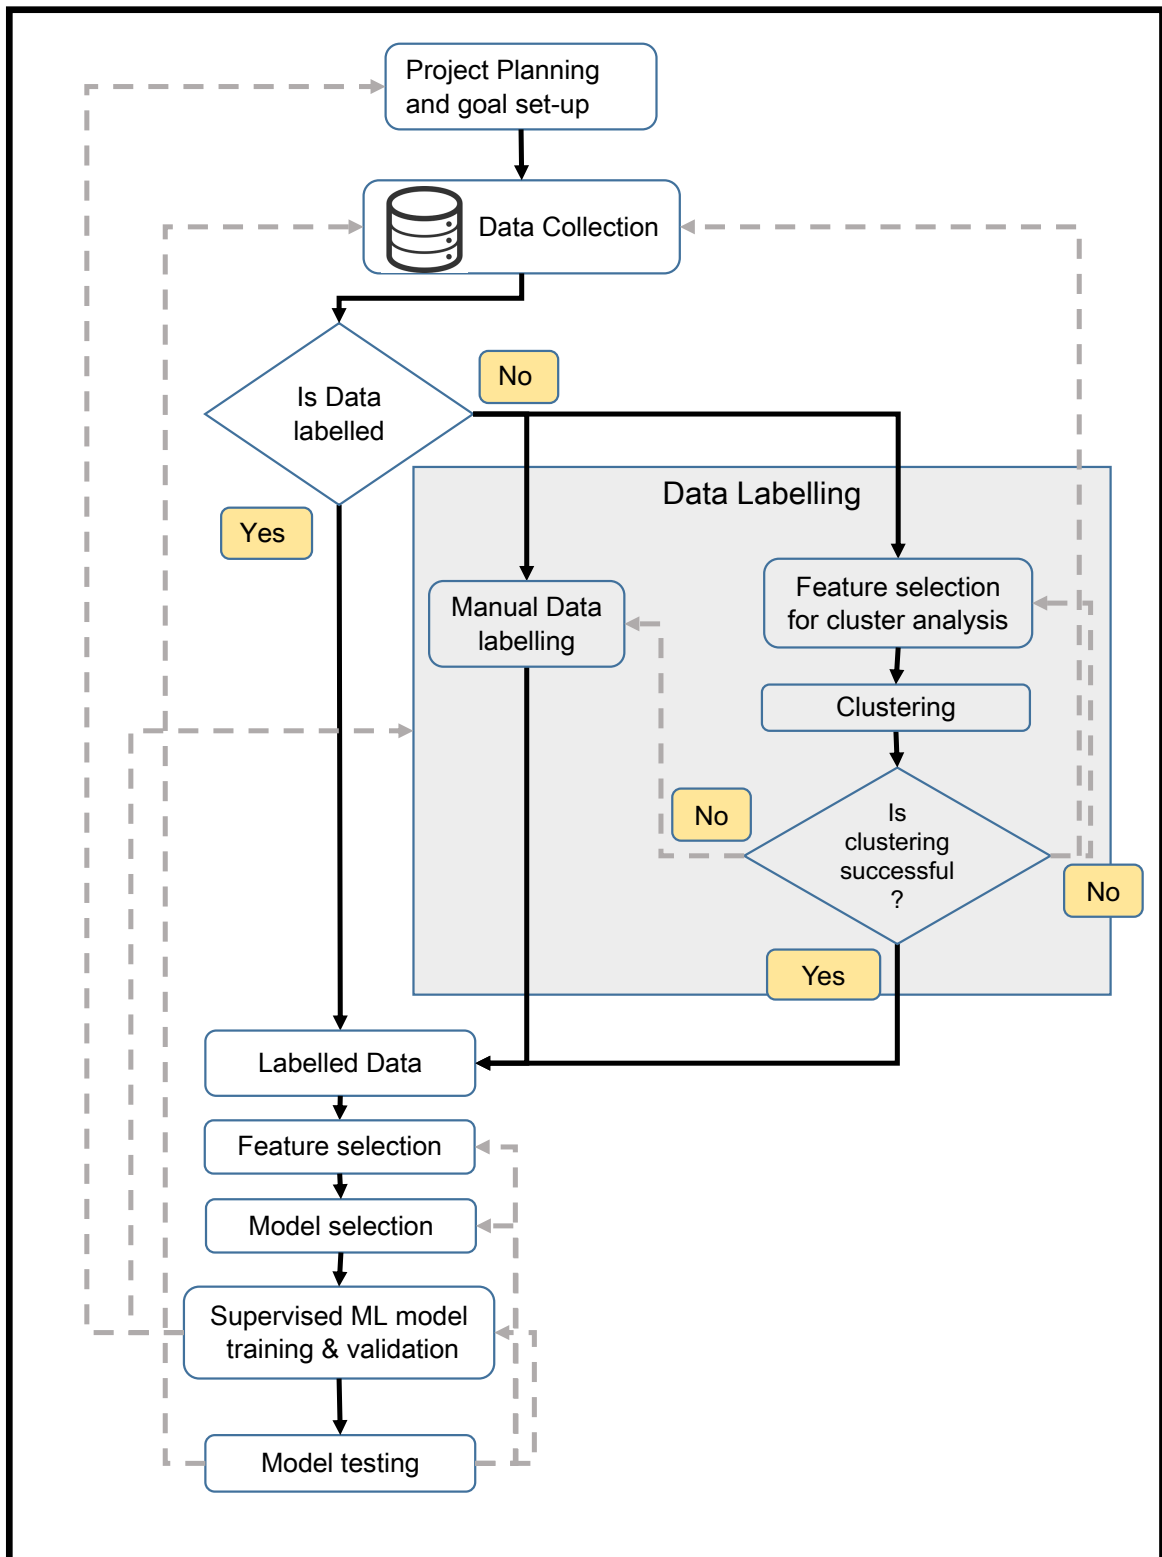 Project Planning
and goal set-up
Data Collection
Is Data
labelled
No
Yes
Data Labelling
Manual Data
labelling
Feature selection
for cluster analysis
Clustering
Is
clustering
successful
?
No
No
Yes
Labelled Data
Feature selection
Model selection
Supervised ML model
training & validation
Model testing